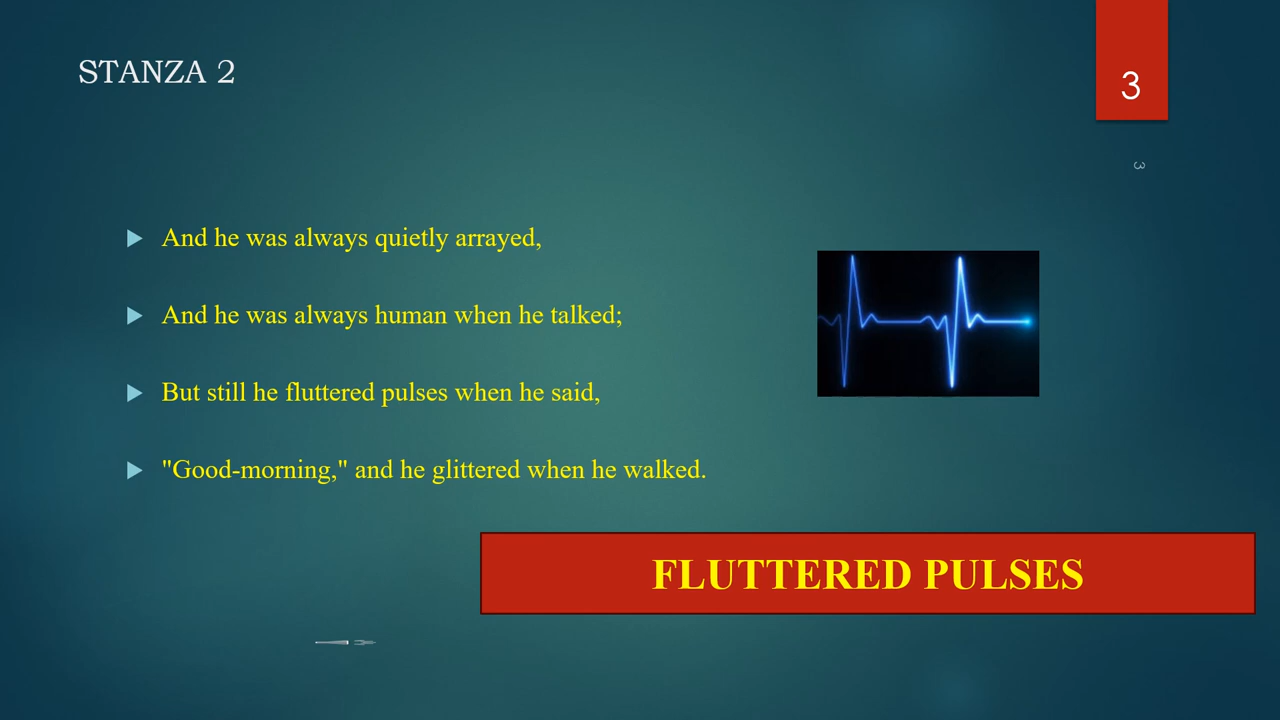 STANZA 2
3
3
And he was always quietly arrayed,
And he was always human when he talked;
But still he fluttered pulses when he said,
"Good-morning," and he glittered when he walked.
FLUTTERED PULSES